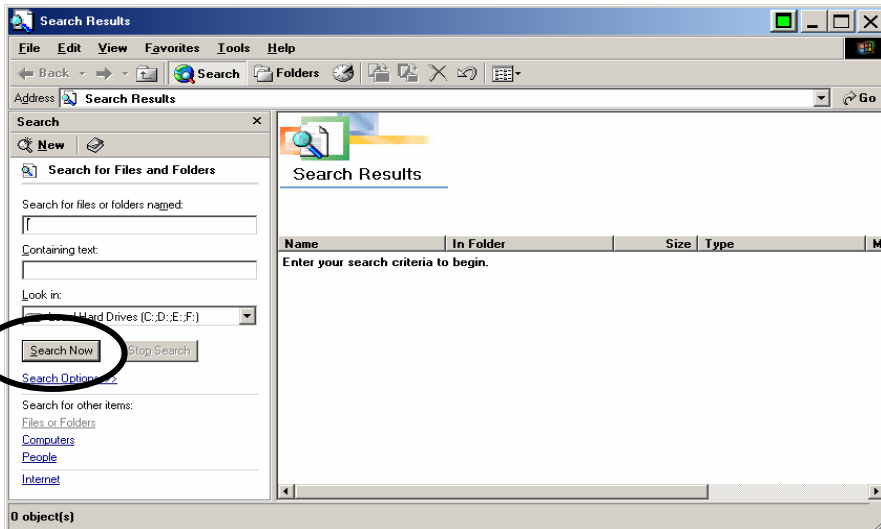 Search Results
File Edit View Favorites Tools Help
Back Search Folders
Address Search Results Go
Search
New
Search for Files and Folders
Search for files or folders named:
Containing text:
Look in:
Local Hard Drives (C:;D:;E:;F:)
Search Now Stop Search
Search Options >>
Search for other items:
Files or Folders
Computers
People
Internet
Search Results
Name In Folder Size Type M
Enter your search criteria to begin.
0 object(s)